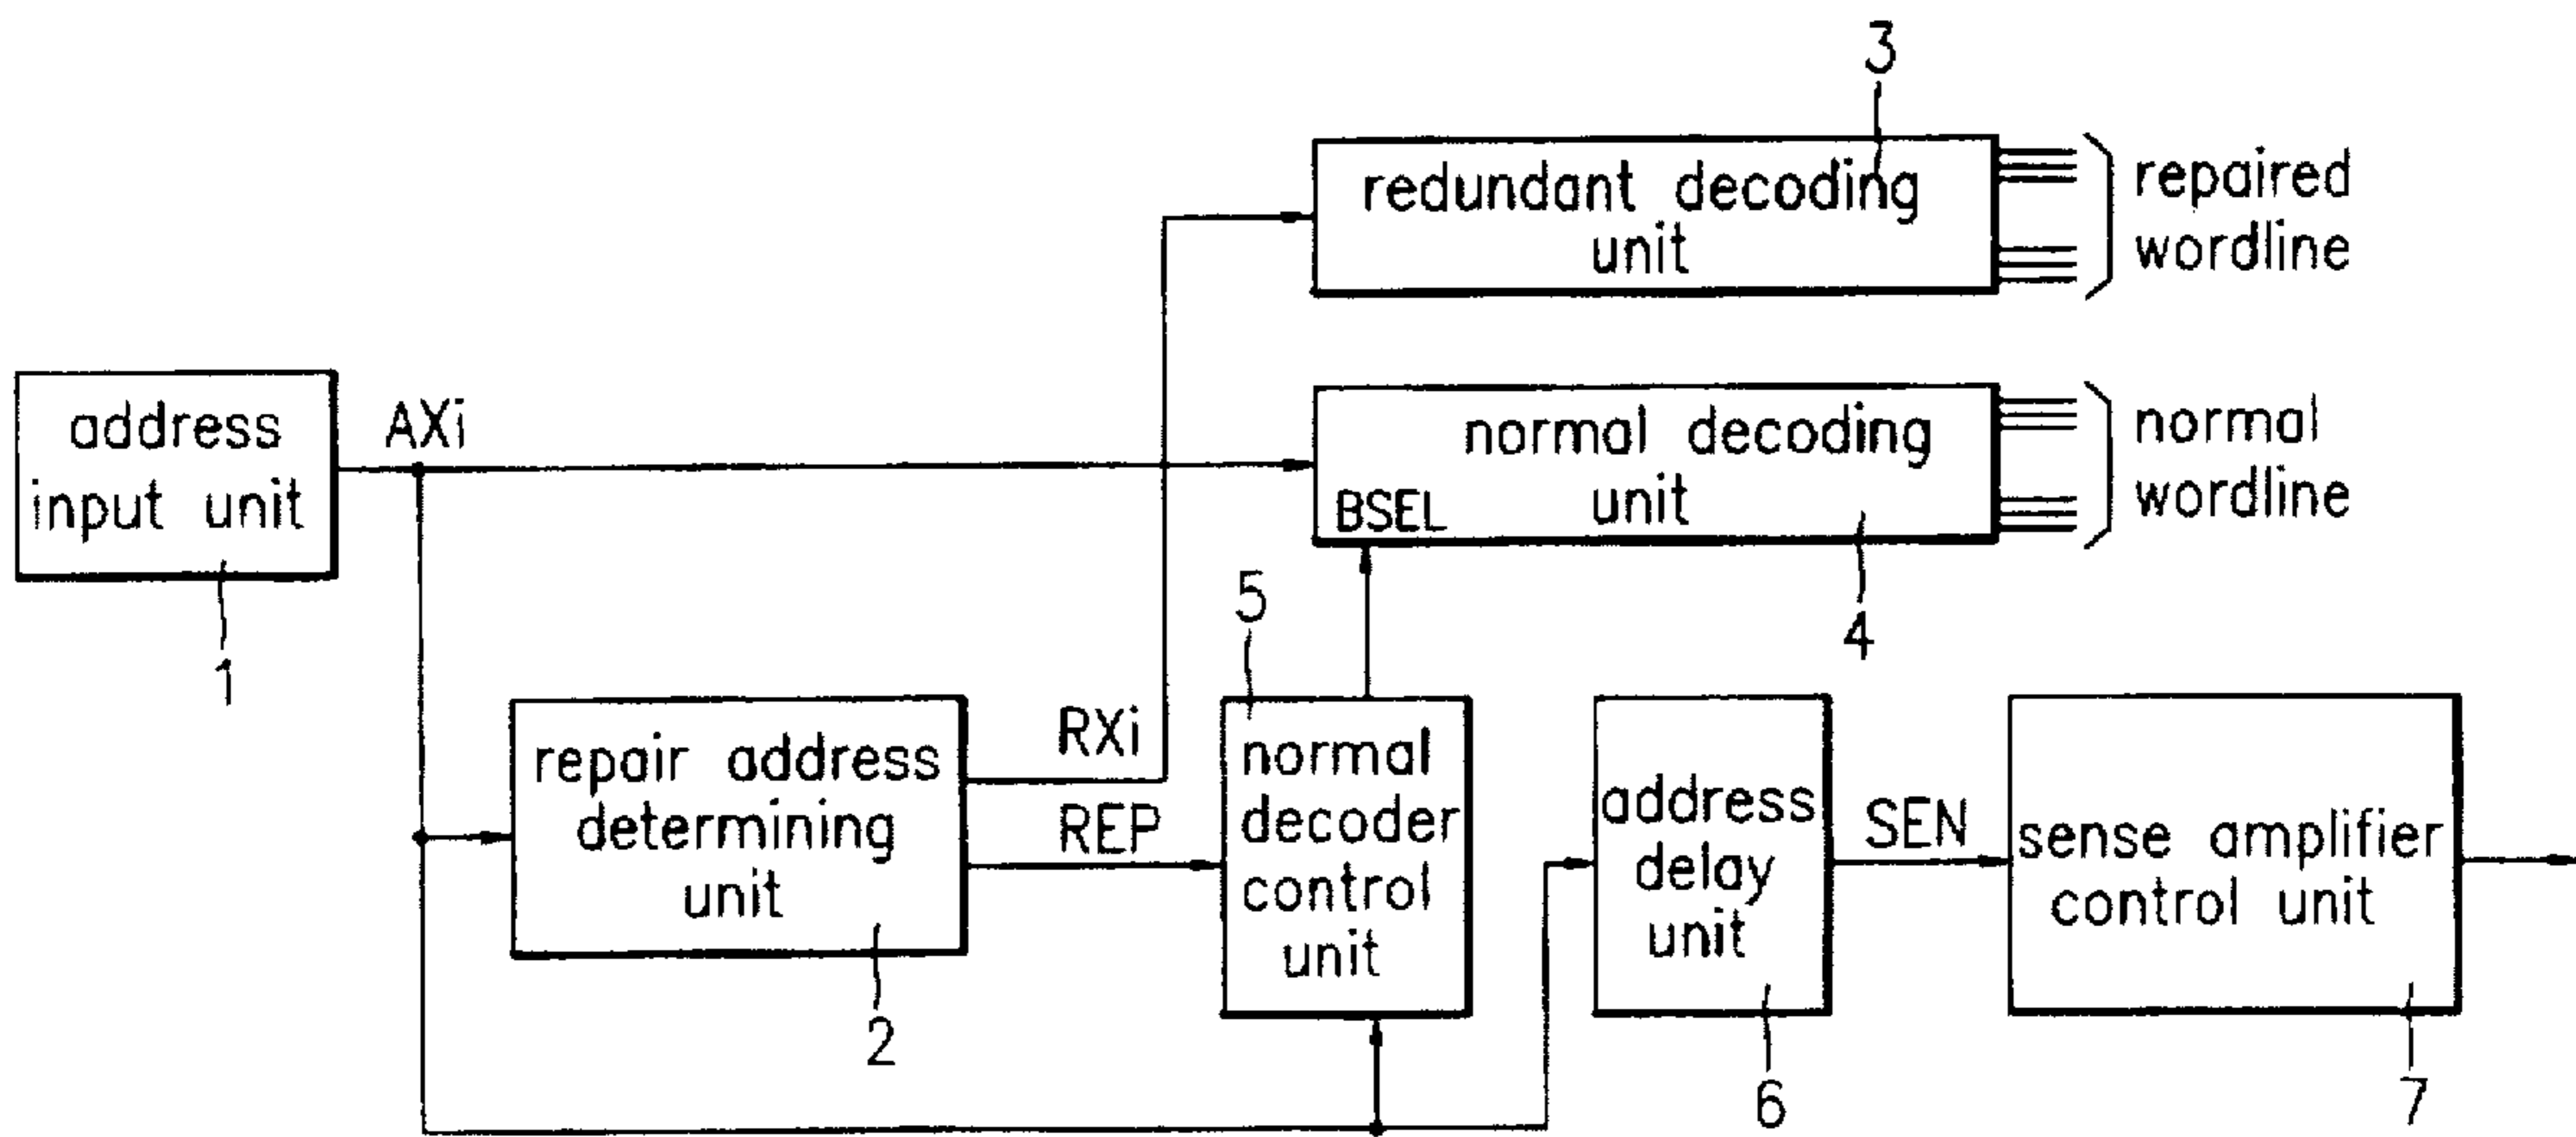 3
redundant decoding
unit
repaired
wordline
address
input unit
1
AXi
normal decoding
unit
BSEL
4
normal
wordline
repair address
determining
unit
2
RXi
REP
5
normal
decoder
control
unit
address
delay
unit
6
SEN
sense amplifier
control unit
7